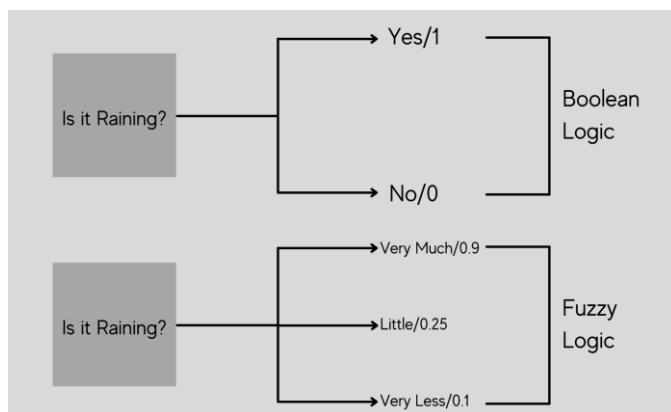 Is it Raining?
Yes/1
No/0
Boolean
Logic
Is it Raining?
Very Much/0.9
Little/0.25
Very Less/0.1
Fuzzy
Logic